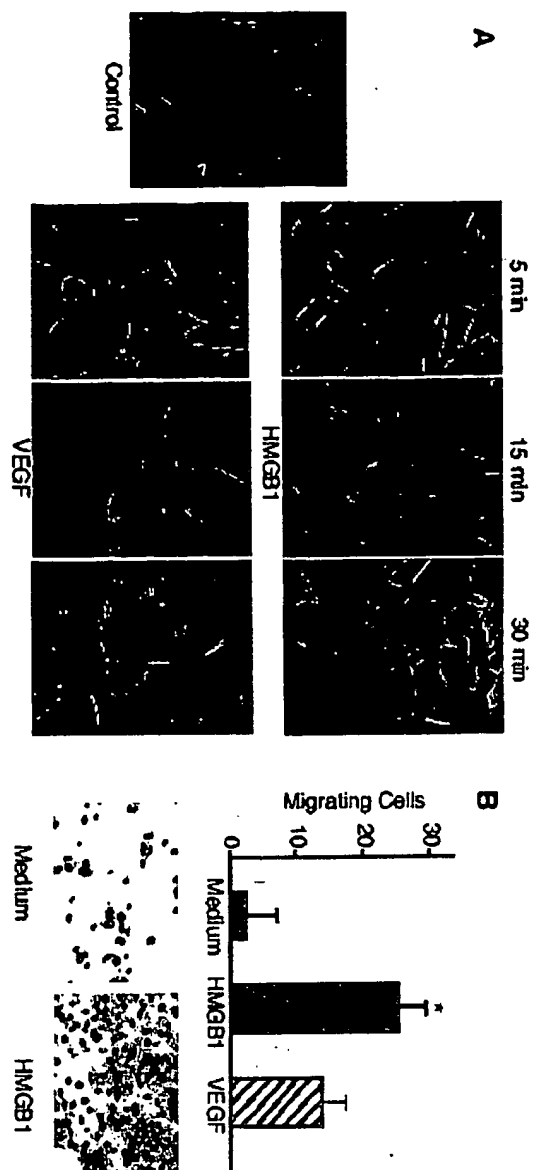 A
5 min 15 min 30 min
Control
HMGB1
VEGF
B
Migrating Cells
30
20
10
0
Medium HMGB1 VEGF
Medium HMGB1
*